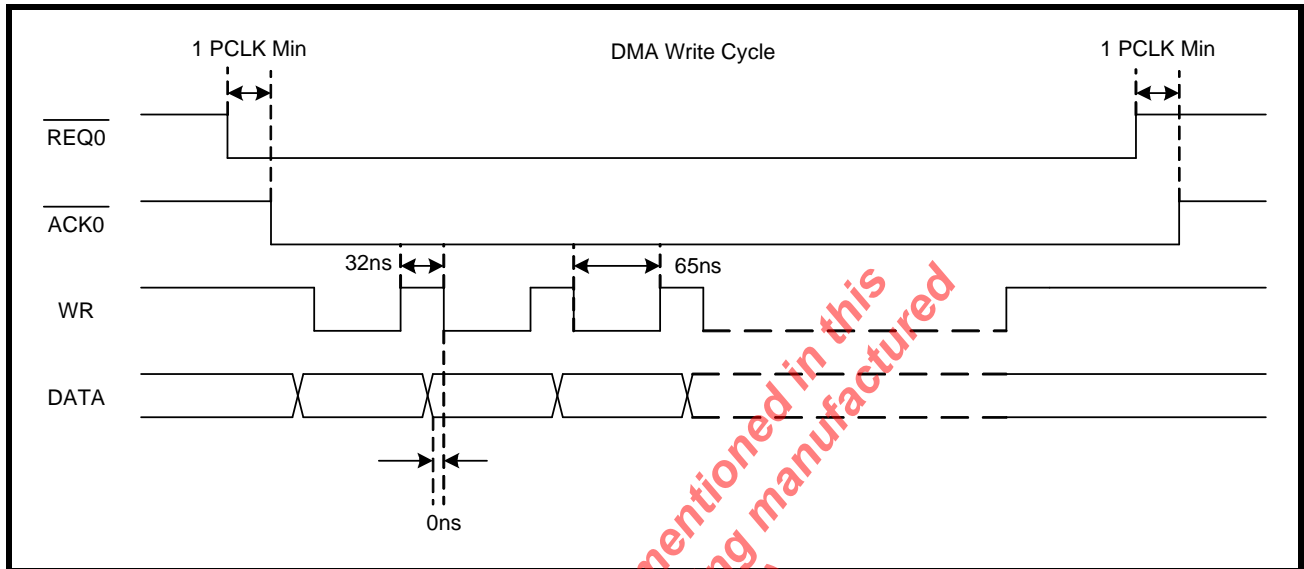 1 PCLK Min
DMA Write Cycle
1 PCLK Min
REQ0
ACK0
32ns
65ns
WR
DATA
0ns
mentioned in this
ng manufactured